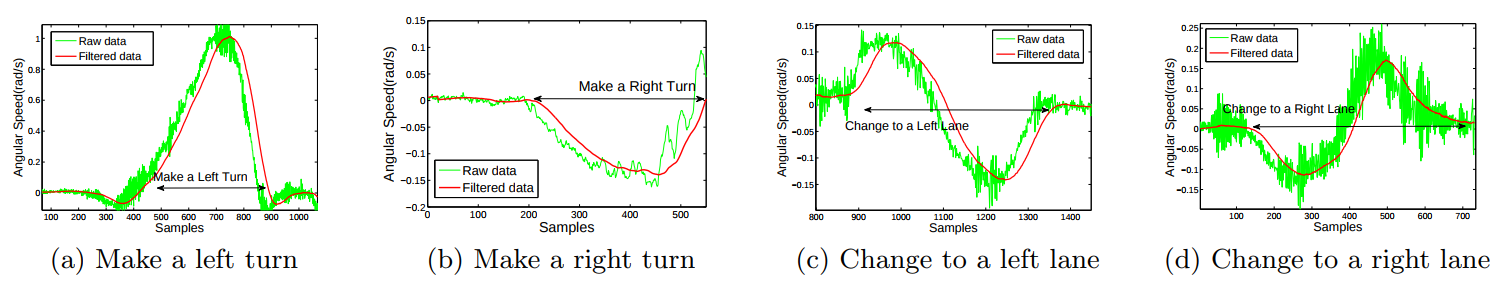 Angular Speed(rad/s)
1
0.8
0.6
0.4
0.2
0
Raw data
Filtered data
Make a Left Turn
100 200 300 400 500 600 700 800 900 1000
Samples
(a) Make a left turn
Angular Speed(rad/s)
0.15
0.1
0.05
0
−0.05
−0.1
−0.15
−0.2
Make a Right Turn
Raw data
Filtered data
0 100 200 300 400 500
Samples
(b) Make a right turn
Angular Speed(rad/s)
0.15
0.1
0.05
0
−0.05
−0.1
−0.15
Raw data
Filtered data
Change to a Left Lane
800 900 1000 1100 1200 1300 1400
Samples
(c) Change to a left lane
Angular Speed(rad/s)
0.25
0.2
0.15
0.1
0.05
0
−0.05
−0.1
−0.15
Raw data
Filtered data
Change to a Right Lane
100 200 300 400 500 600 700
Samples
(d) Change to a right lane